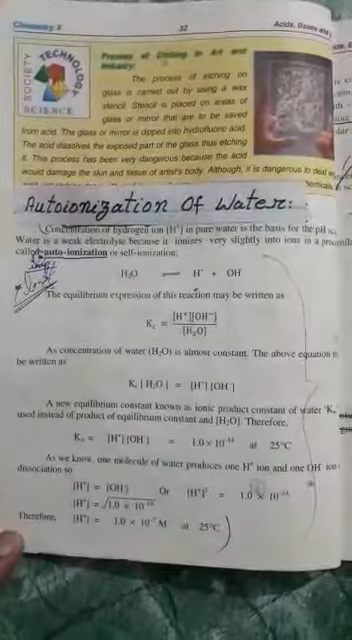 Chemistry X 32 Acids, Bases and
SOCIETY TECHNOLOGY SCIENCE
Process of Etching in Art and
Industry:
The process of etching on
glass is carried out by using a wax
stencil. Stencil is placed on areas of
glass or mirror that are to be saved
from acid. The glass or mirror is dipped into hydrofluoric acid.
The acid dissolves the exposed part of the glass thus etching
it. This process has been very dangerous because the acid
would damage the skin and tissue of artist's body. Although, it is dangerous to deal
Autoionization Of Water:
Concentration of hydrogen ion [H⁺] in pure water is the basis for the pH
Water is a weak electrolyte because it ionizes very slightly into ions in a
called auto-ionization or self-ionization:
H₂O ⇌ H⁺ + OH⁻
The equilibrium expression of this reaction may be written as
Kc = [H⁺][OH⁻] / [H₂O]
As concentration of water (H₂O) is almost constant. The above equation
be written as
Kc [H₂O] = [H⁺][OH⁻]
A new equilibrium constant known as ionic product constant of water 'Kw'
used instead of product of equilibrium constant and [H₂O]. Therefore,
Kw = [H⁺][OH⁻] = 1.0 × 10⁻¹⁴ at 25°C
As we know, one molecule of water produces one H⁺ ion and one OH⁻ ion
dissociation so
[H⁺] = [OH⁻] Or [H⁺]² = 1.0 × 10⁻¹⁴
[H⁺] = √1.0 × 10⁻¹⁴
Therefore, [H⁺] = 1.0 × 10⁻⁷ M at 25°C